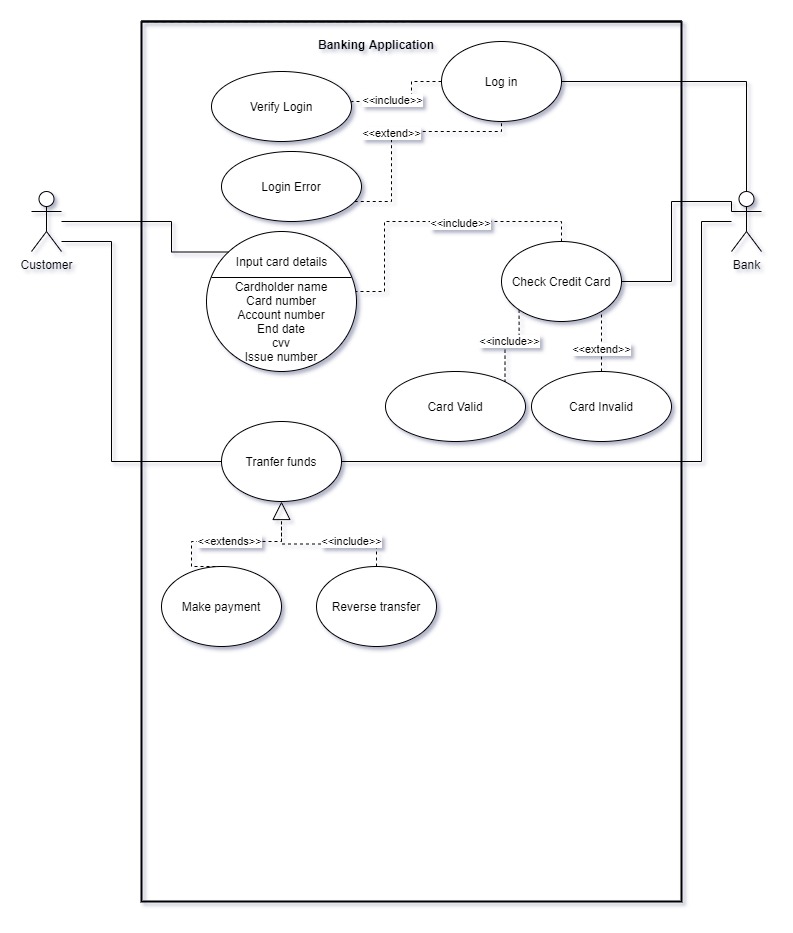 Banking Application
Log in
Verify Login
<<include>>
<<extend>>
Login Error
<<include>>
Customer
Bank
Input card details
Cardholder name
Card number
Account number
End date
cvv
Issue number
Check Credit Card
<<include>>
<<extend>>
Card Valid
Card Invalid
Tranfer funds
<<extends>>
<<include>>
Make payment
Reverse transfer